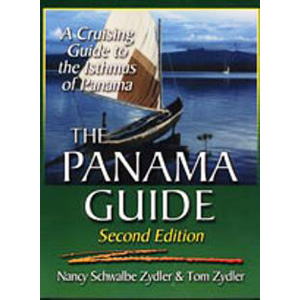 A Cruising
Guide to
the Isthmus
of Panama
THE
PANAMA
GUIDE
Second Edition
Nancy Schwalbe Zydler & Tom Zydler